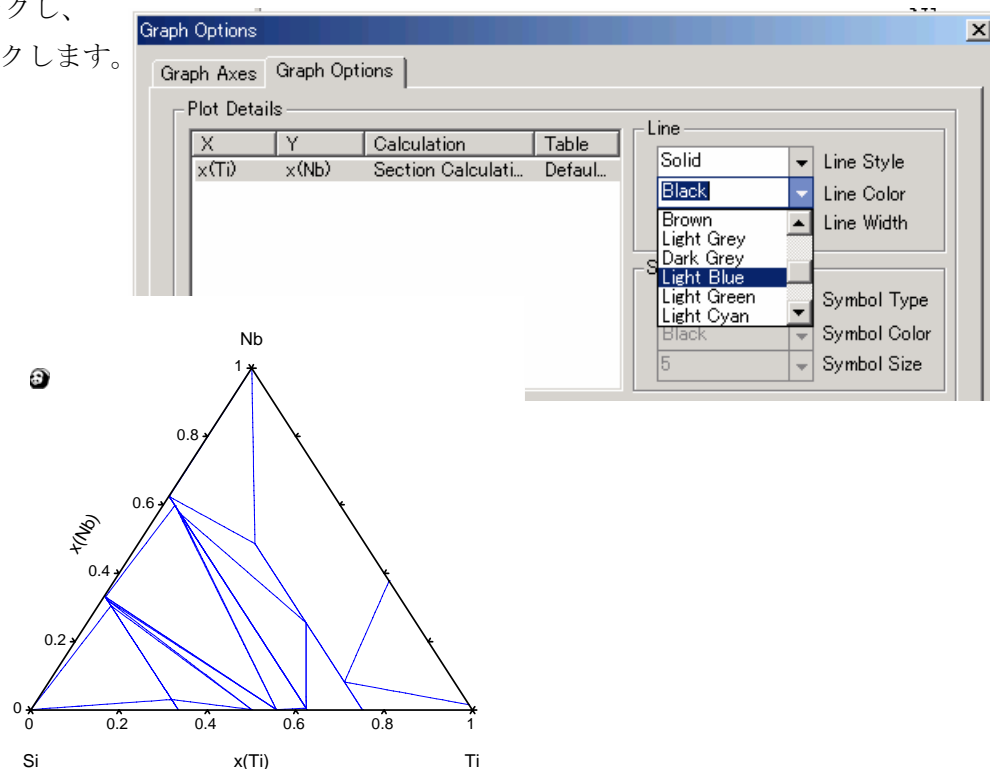 クし、
クします。
Graph Options
Graph Axes Graph Options
Plot Details
X Y Calculation Table
x(Ti) x(Nb) Section Calculati... Defaul...
Line
Solid Line Style
Black Line Color
Line Width
Brown
Light Grey
Dark Grey
Light Blue
Light Green
Light Cyan
Symbol Type
Black Symbol Color
5 Symbol Size
Nb
1
0.8
0.6
x(Nb)
0.4
0.2
0
0 0.2 0.4 0.6 0.8 1
Si x(Ti) Ti